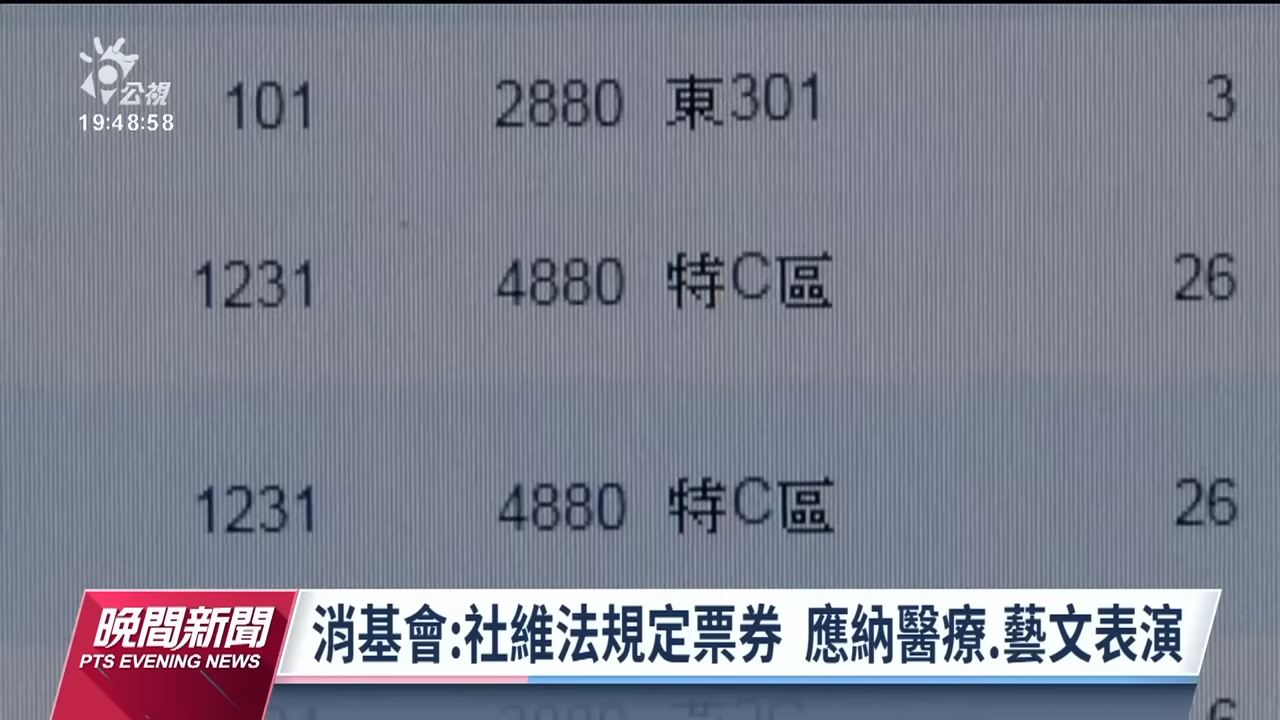 公視
19:48:58
101 2880 東301 3
1231 4880 特C區 26
1231 4880 特C區 26
晚間新聞
PTS EVENING NEWS
消基會:社維法規定票券 應納醫療.藝文表演